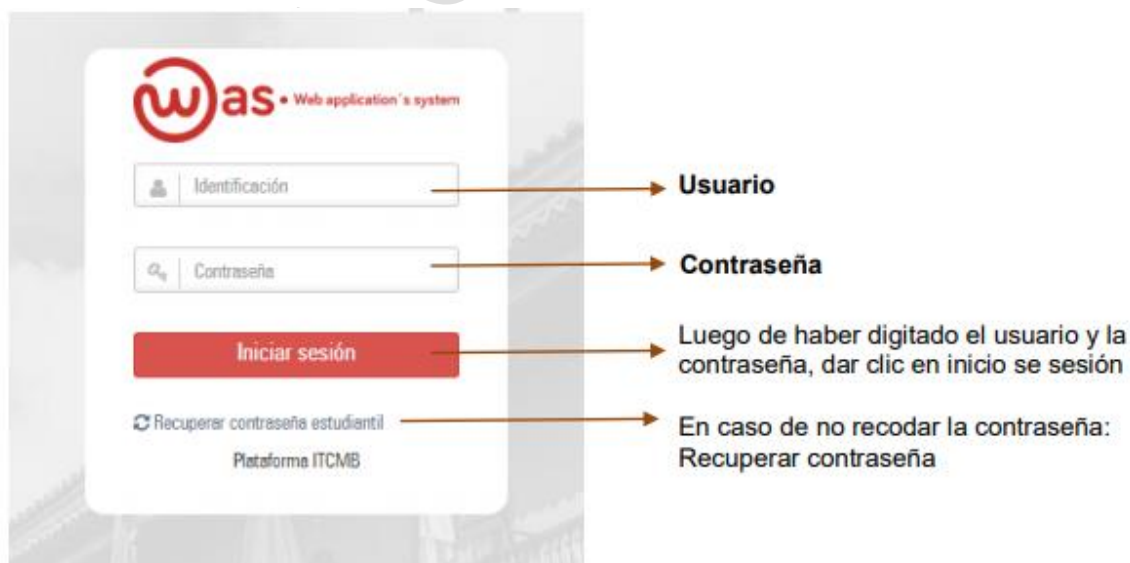 was • Web application´s system
Identificación
Usuario
Contraseña
Contraseña
Iniciar sesión
Luego de haber digitado el usuario y la
contraseña, dar clic en inicio se sesión
Recuperar contraseña estudiantil
En caso de no recodar la contraseña:
Recuperar contraseña
Plataforma ITCMB